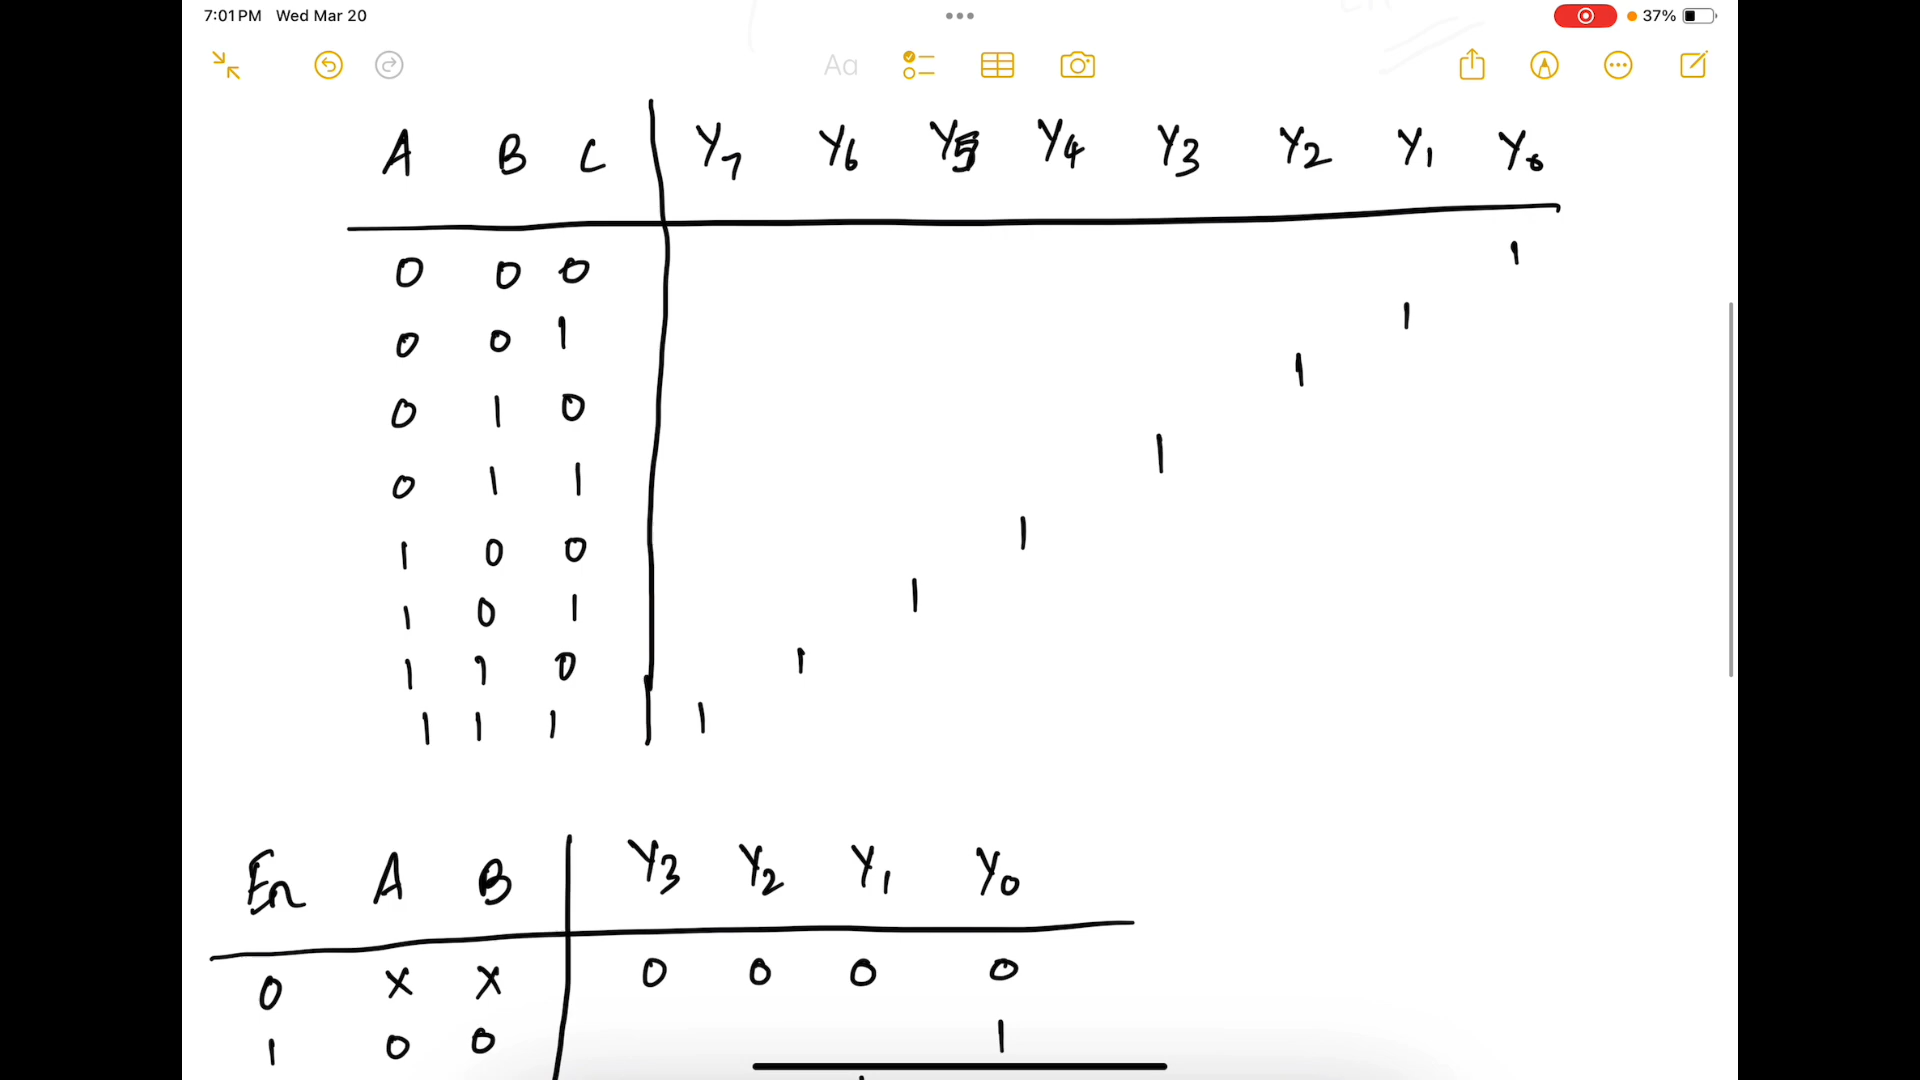 7:01 PM Wed Mar 20
37%
Aa
A B C Y7 Y6 Y5 Y4 Y3 Y2 Y1 Y0
0 0 0 1
0 0 1 1
0 1 0 1
0 1 1 1
1 0 0 1
1 0 1 1
1 1 0 1
1 1 1 1
En A B Y3 Y2 Y1 Y0
0 X X 0 0 0 0
1 0 0 1